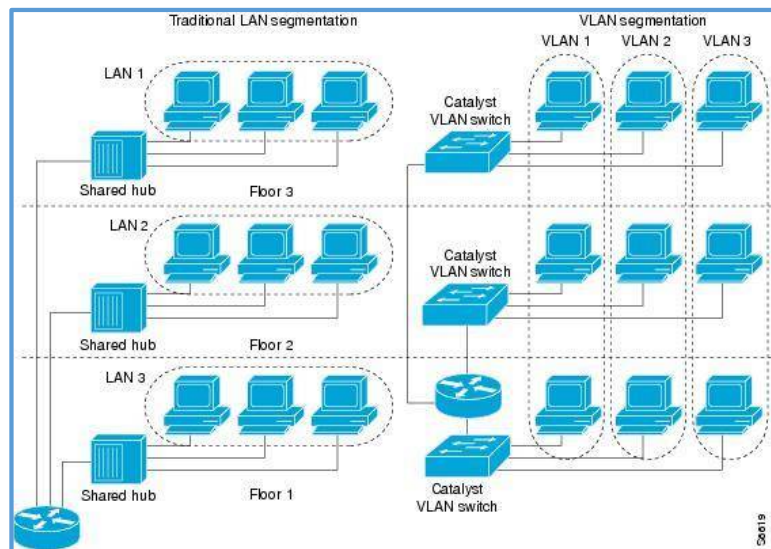 Traditional LAN segmentation
VLAN segmentation
VLAN 1
VLAN 2
VLAN 3
LAN 1
Catalyst
VLAN switch
Shared hub
Floor 3
LAN 2
Catalyst
VLAN switch
Shared hub
Floor 2
LAN 3
Shared hub
Floor 1
Catalyst
VLAN switch
S6619